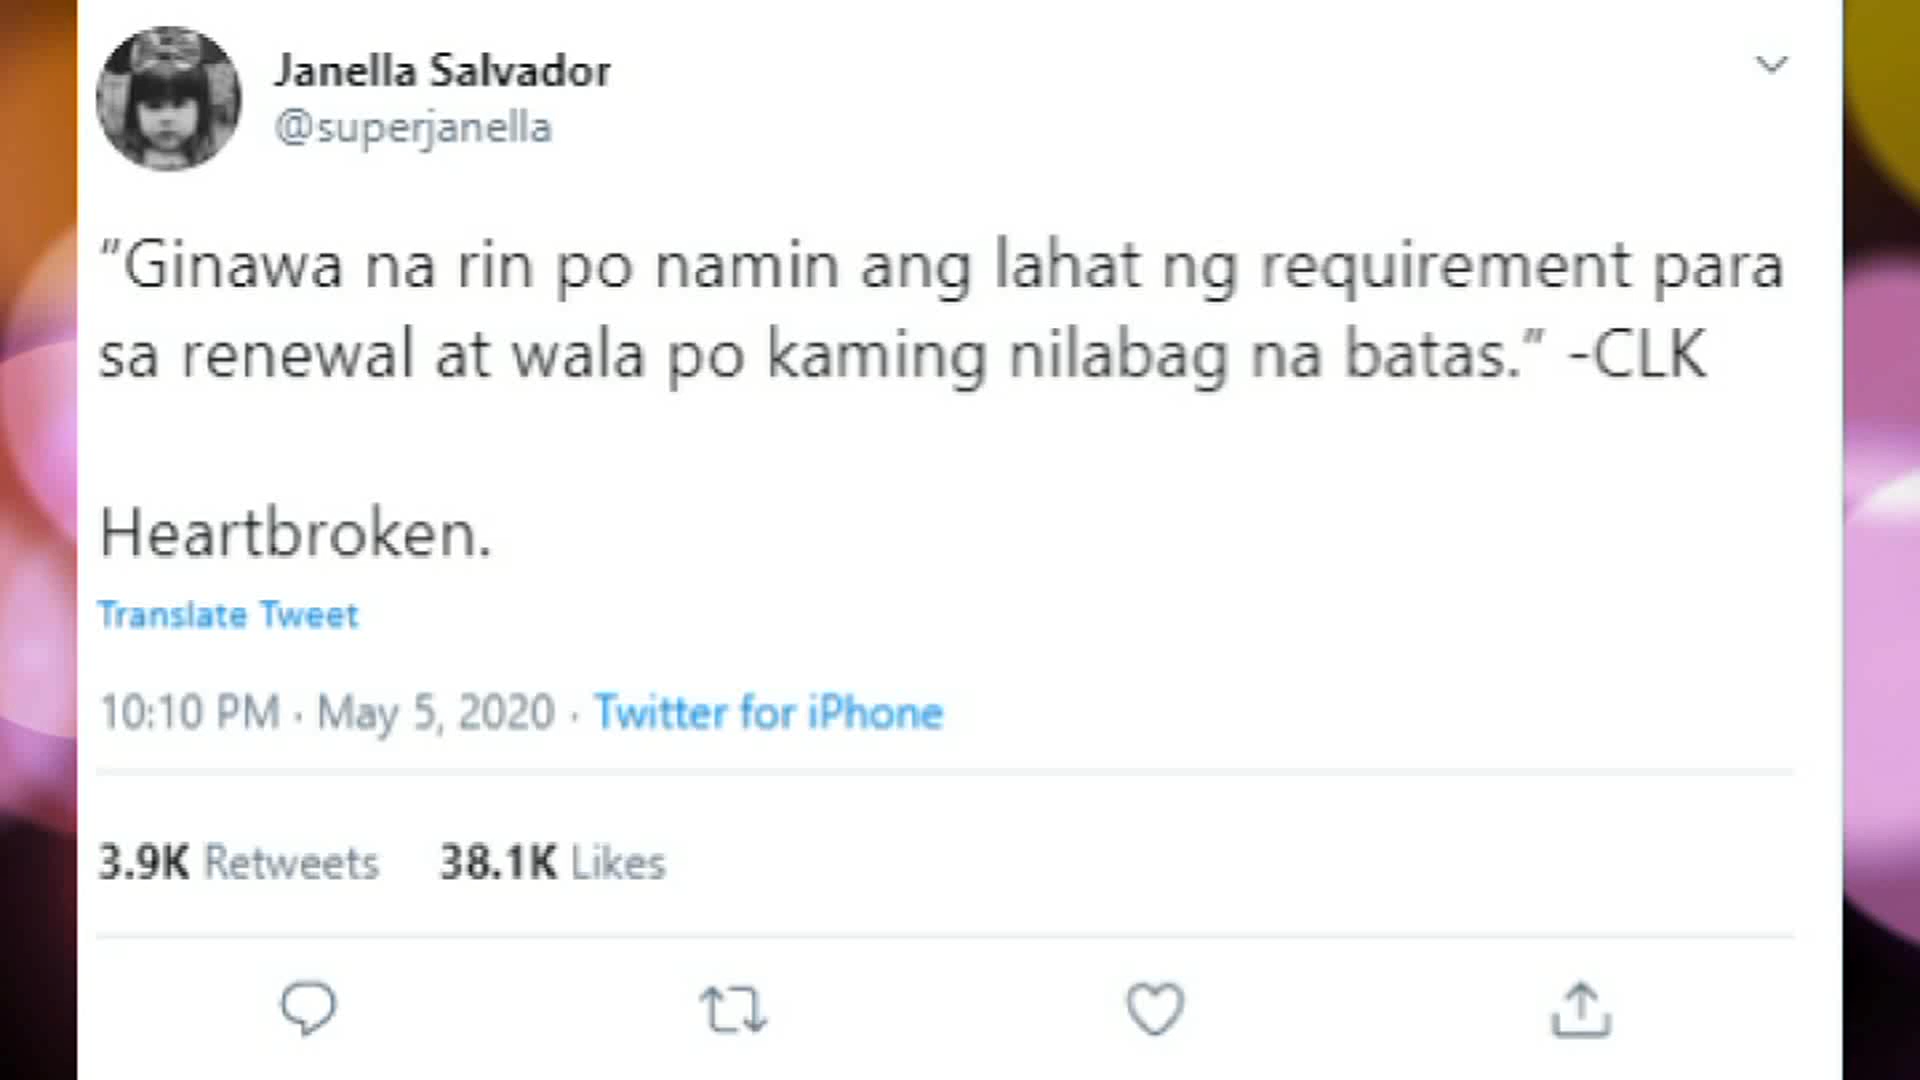 Janella Salvador
@superjanella
“Ginawa na rin po namin ang lahat ng requirement para
sa renewal at wala po kaming nilabag na batas.” -CLK
Heartbroken.
Translate Tweet
10:10 PM · May 5, 2020 · Twitter for iPhone
3.9K Retweets 38.1K Likes